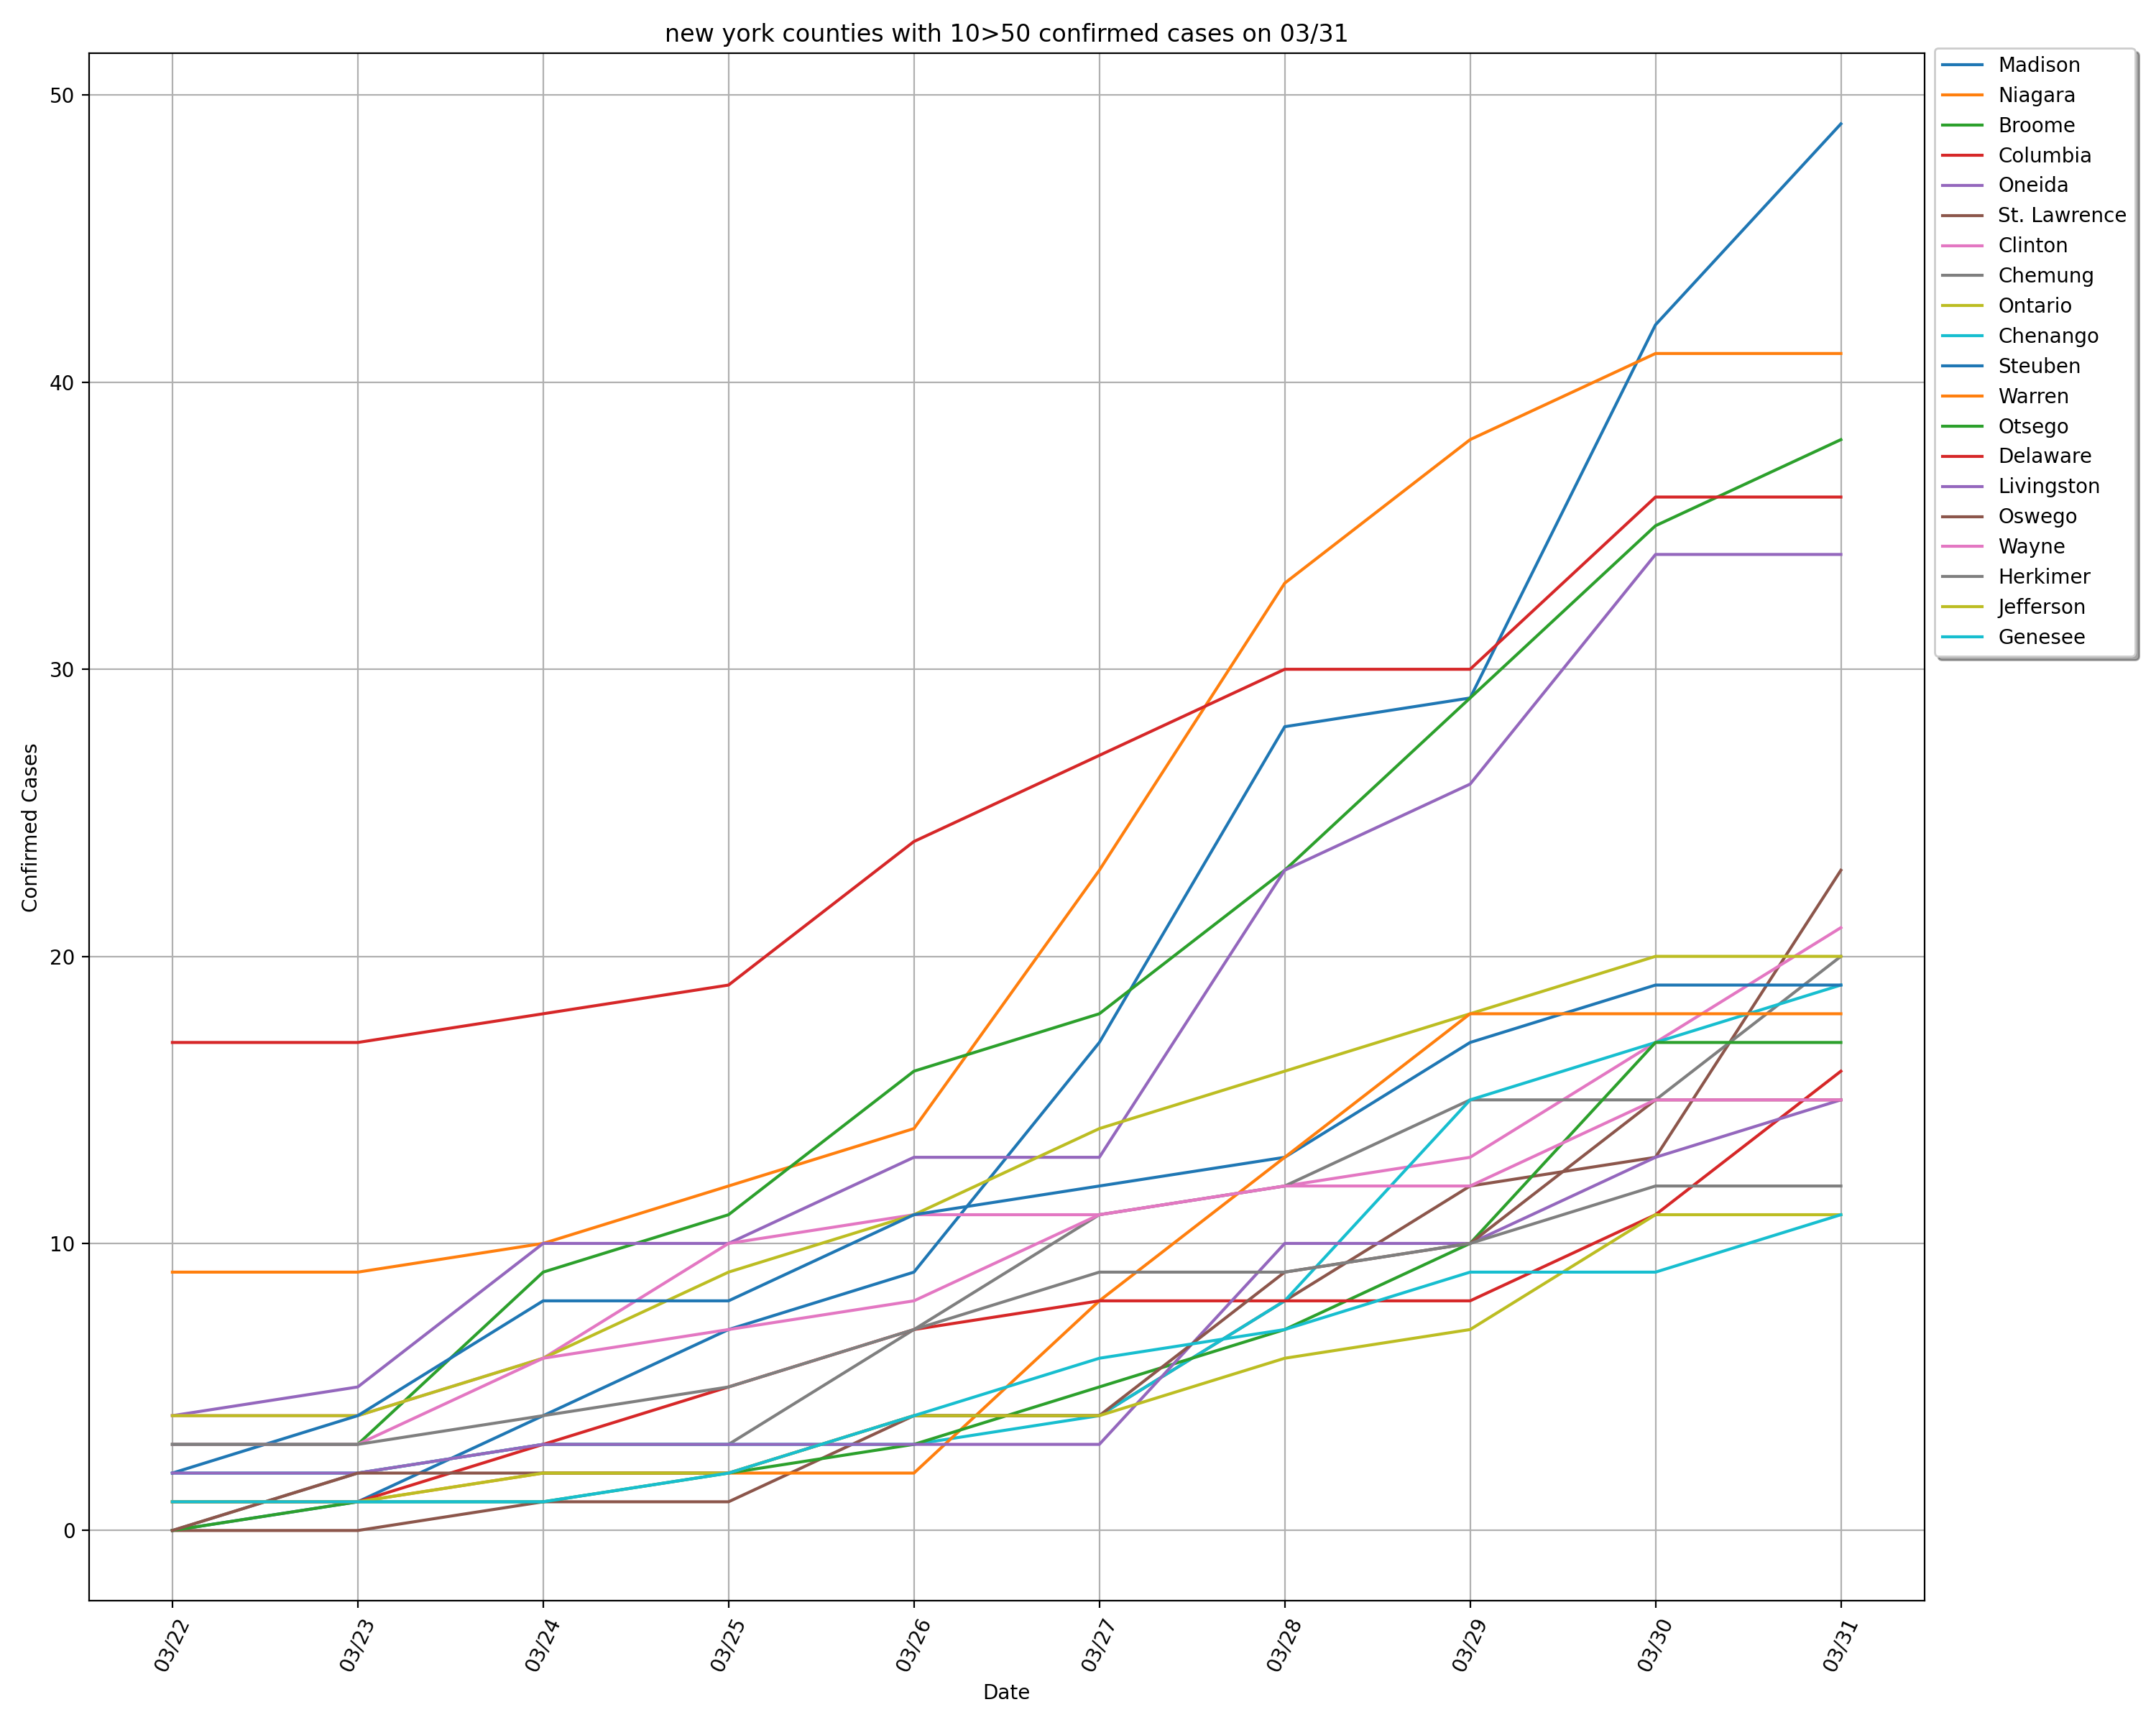 new york counties with 10>50 confirmed cases on 03/31
Madison
Niagara
Broome
Columbia
Oneida
St. Lawrence
Clinton
Chemung
Ontario
Chenango
Steuben
Warren
Otsego
Delaware
Livingston
Oswego
Wayne
Herkimer
Jefferson
Genesee
Confirmed Cases
50
40
30
20
10
0
03/22
03/23
03/24
03/25
03/26
03/27
03/28
03/29
03/30
03/31
Date